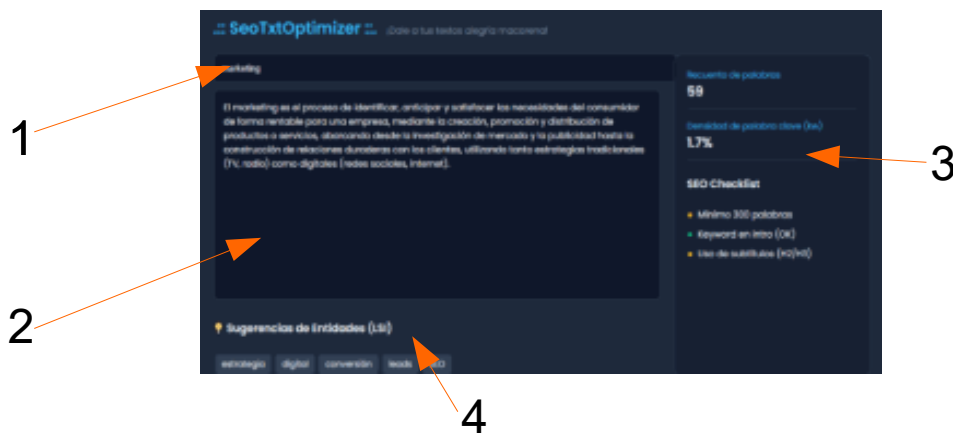 .:: SeoTxtOptimizer ::. ¡Dale a tus textos alegría macarena!
marketing
El marketing es el proceso de identificar, anticipar y satisfacer las necesidades del consumidor
de forma rentable para una empresa, mediante la creación, promoción y distribución de
productos o servicios, abarcando desde la investigación de mercado y la publicidad hasta la
construcción de relaciones duraderas con los clientes, utilizando tanto estrategias tradicionales
(TV, radio) como digitales (redes sociales, internet).
Recuento de palabras
59
Densidad de palabra clave (kw)
1.7%
SEO Checklist
Mínimo 300 palabras
Keyword en intro (OK)
Uso de subtítulos (H2/H3)
Sugerencias de Entidades (LSI)
estrategia digital conversión leads SEO
1
2
3
4